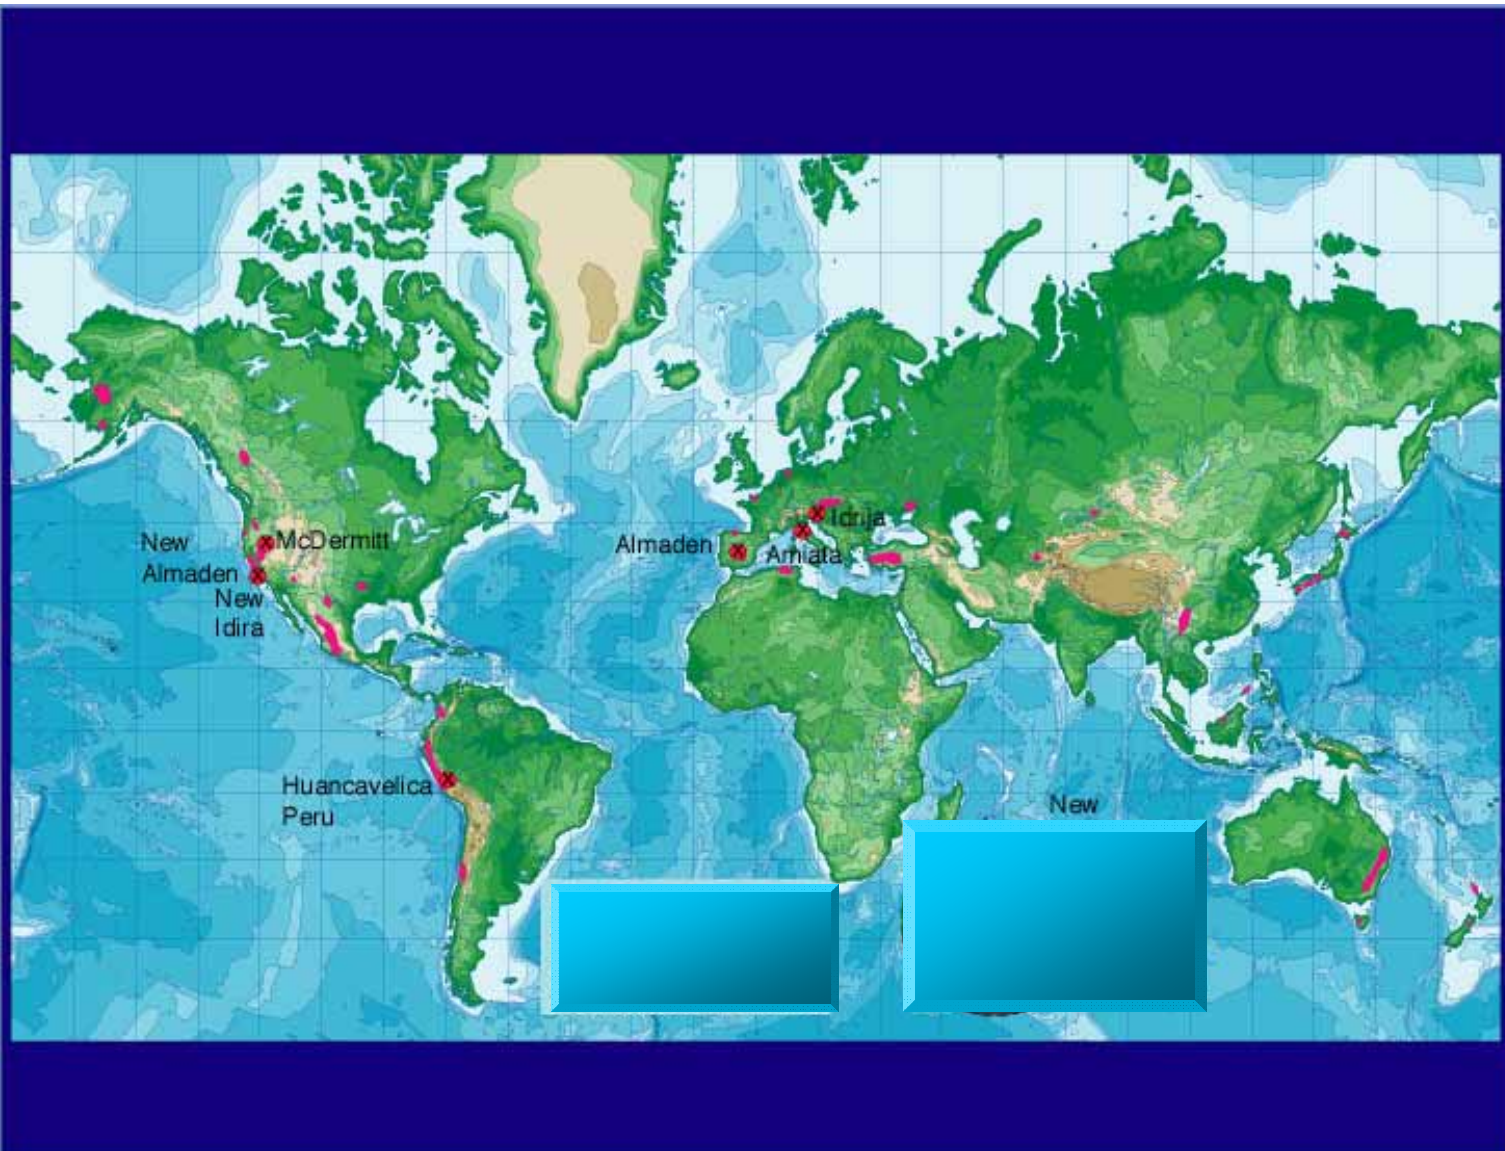 New
Almaden
McDermitt
New
Idira
Almaden
Idrija
Amiata
Huancavelica
Peru
New